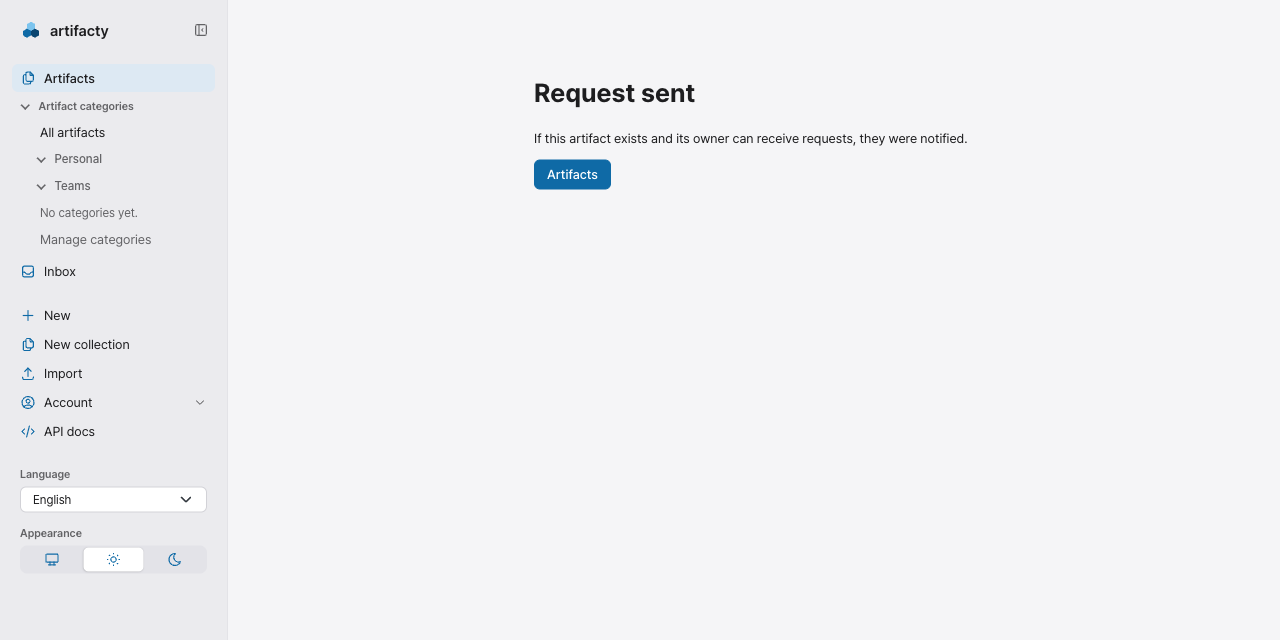 artifacty
Artifacts
Artifact categories
All artifacts
Personal
Teams
No categories yet.
Manage categories
Inbox
New
New collection
Import
Account
API docs
Language
English
Appearance
Request sent
If this artifact exists and its owner can receive requests, they were notified.
Artifacts